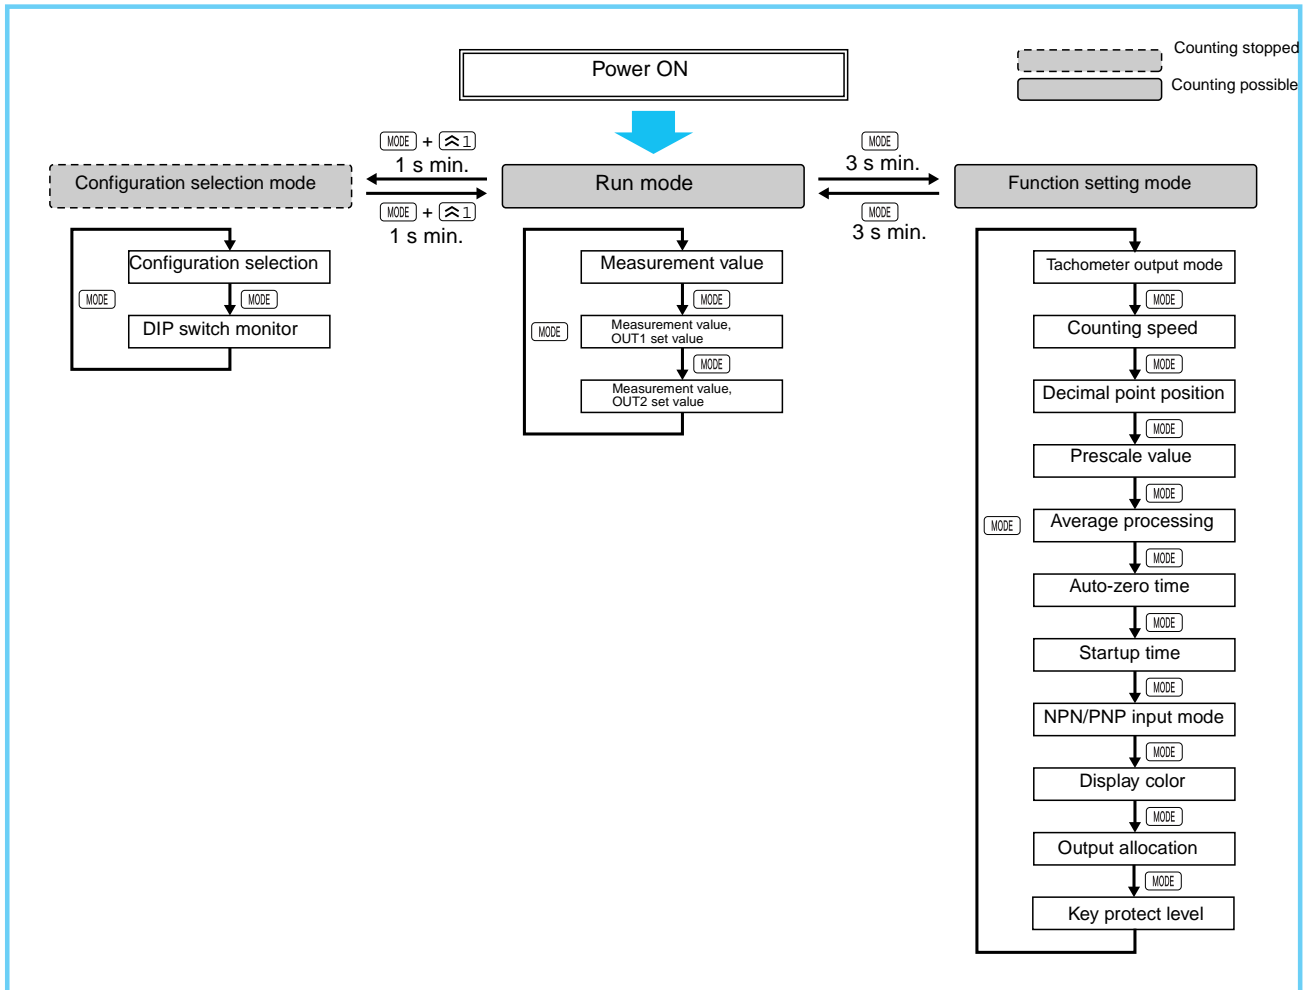 Power ON
Counting stopped
Counting possible
MODE + 1
1 s min.
MODE
3 s min.
Configuration selection mode
Run mode
Function setting mode
MODE + 1
1 s min.
MODE
3 s min.
Configuration selection
MODE
MODE
DIP switch monitor
Measurement value
MODE
MODE
Measurement value,
OUT1 set value
MODE
Measurement value,
OUT2 set value
Tachometer output mode
MODE
Counting speed
MODE
Decimal point position
MODE
Prescale value
MODE
MODE
Average processing
MODE
Auto-zero time
MODE
Startup time
MODE
NPN/PNP input mode
MODE
Display color
MODE
Output allocation
MODE
Key protect level